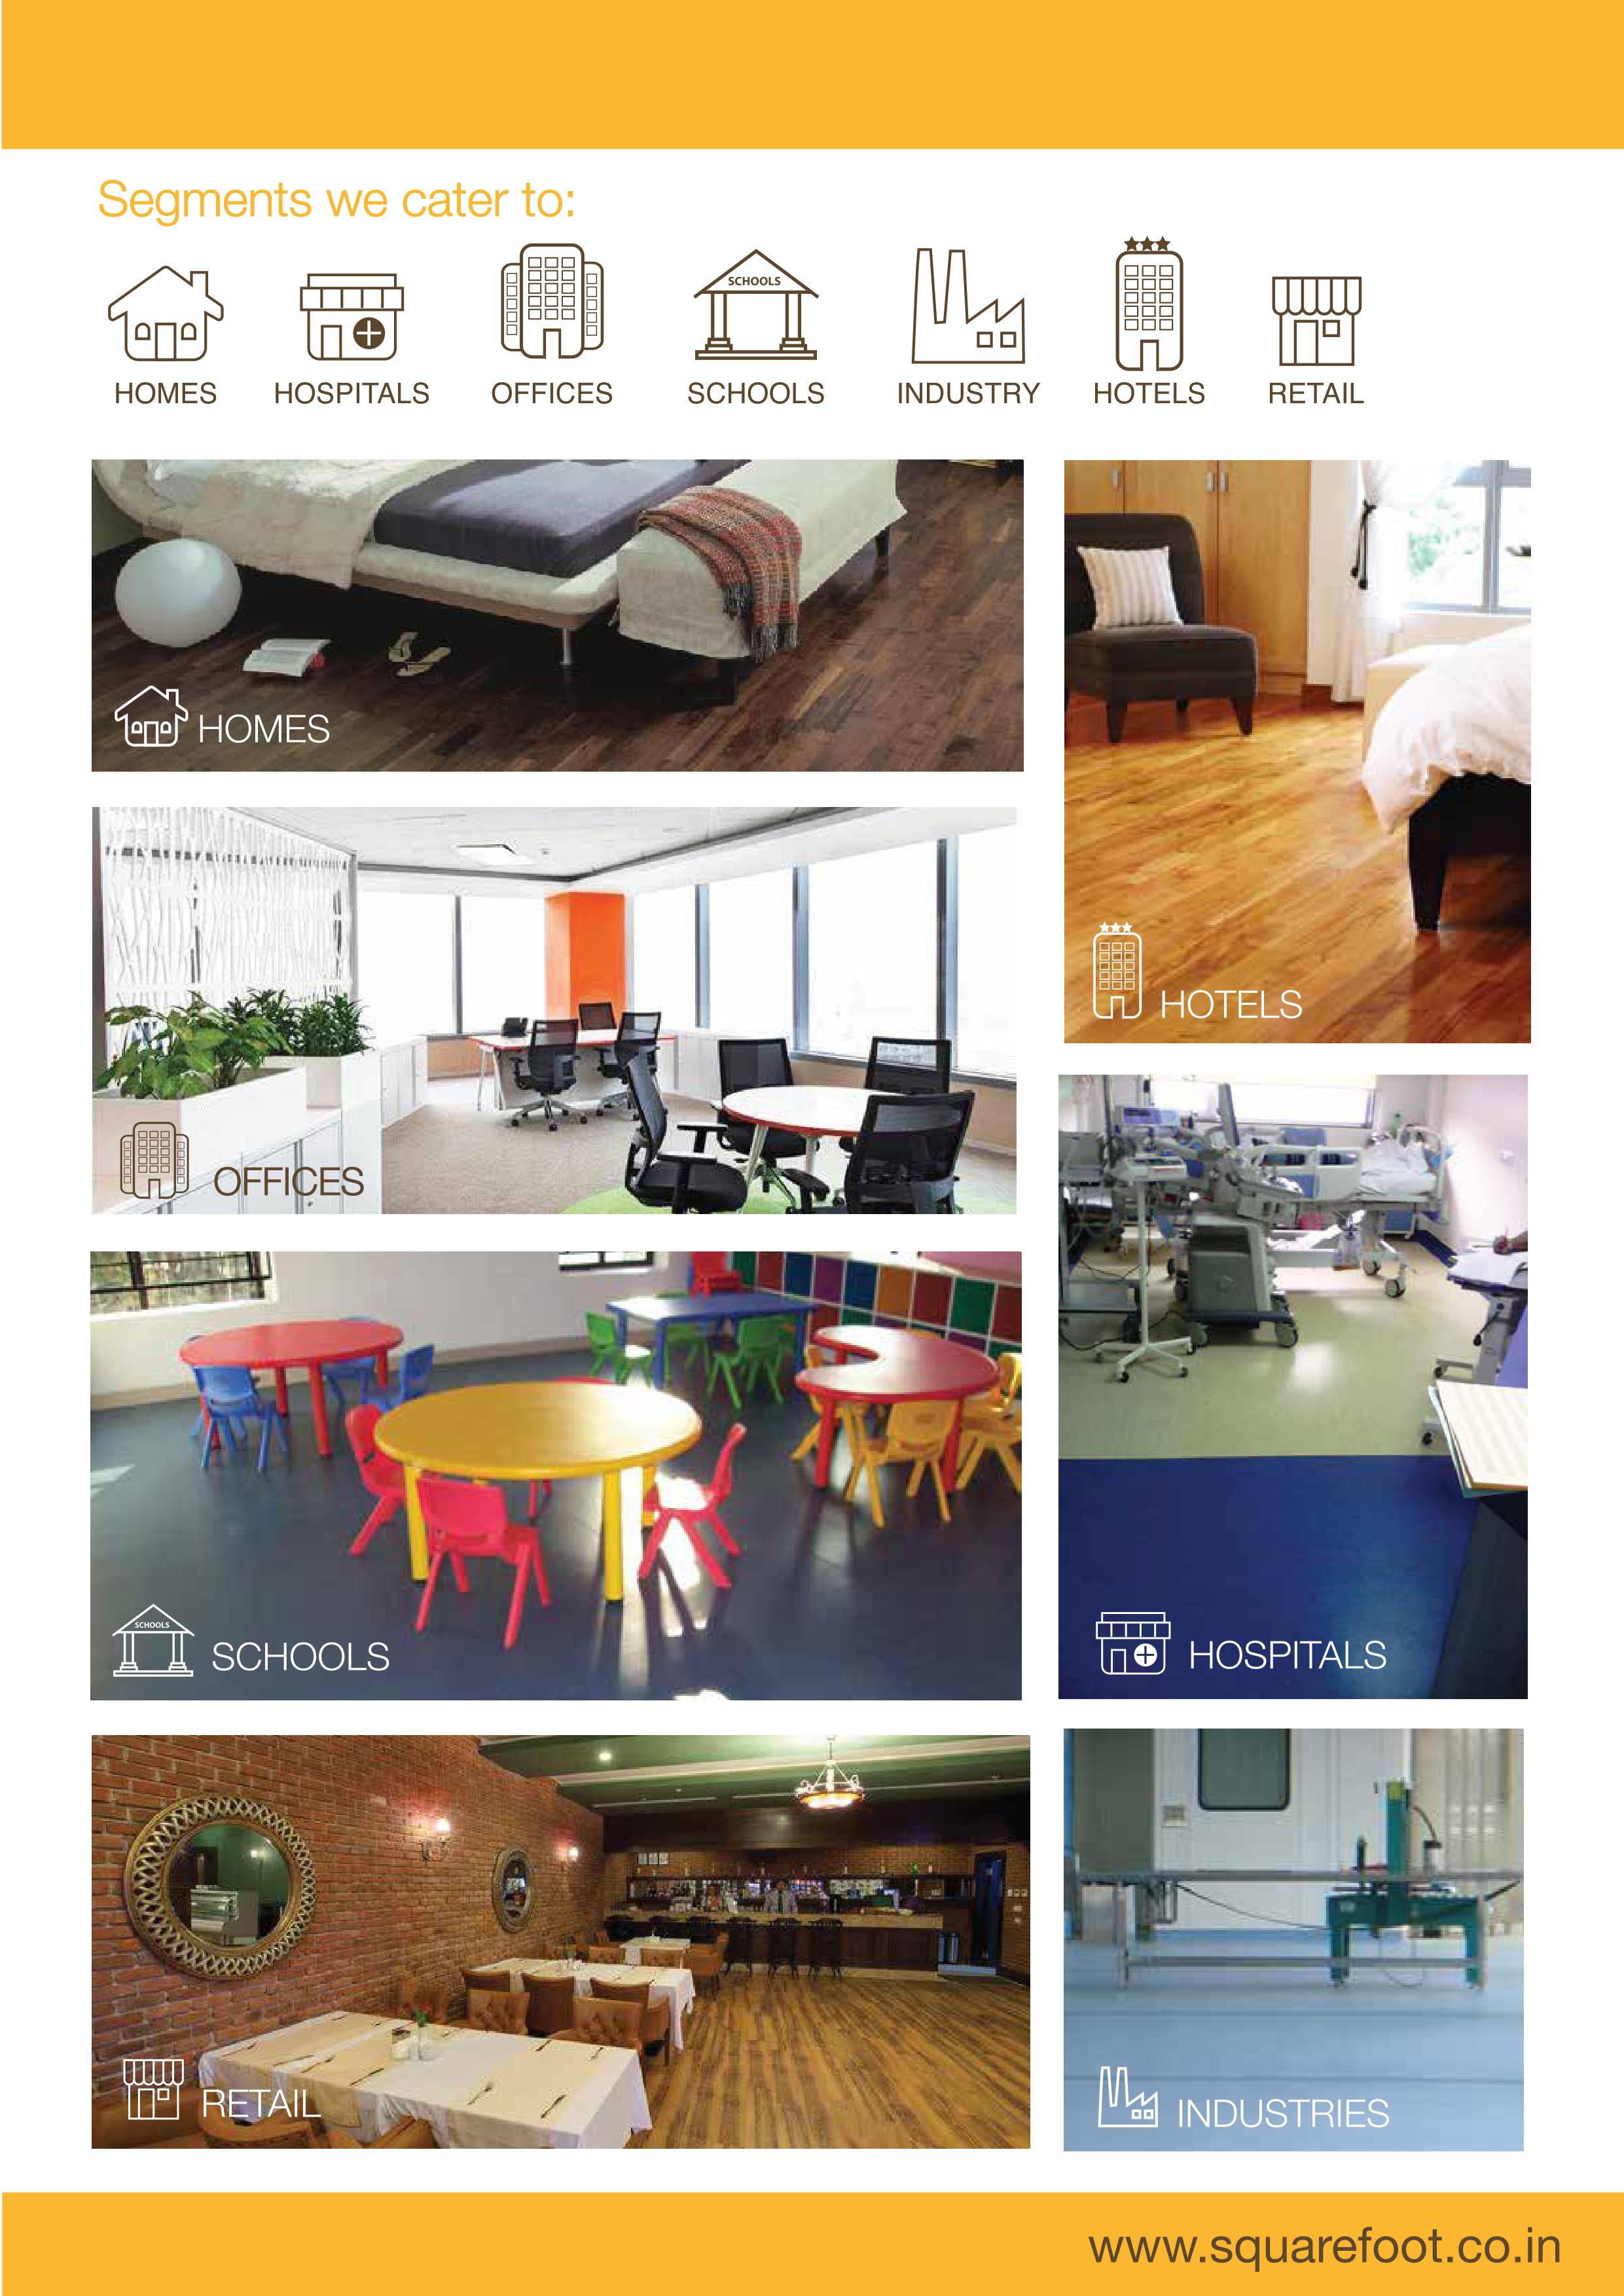 Segments we cater to:
SCHOOLS
HOMES HOSPITALS OFFICES SCHOOLS INDUSTRY HOTELS RETAIL
HOMES
HOTELS
OFFICES
SCHOOLS
SCHOOLS
HOSPITALS
RETAIL
INDUSTRIES
www.squarefoot.co.in